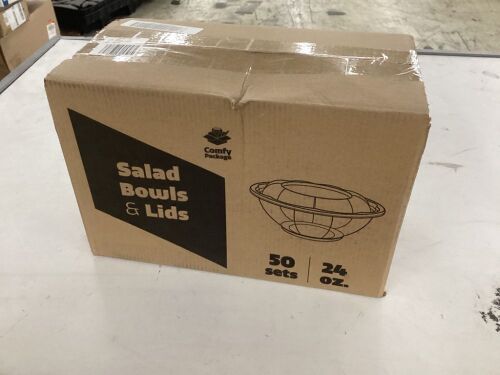 Comfy
Package
Salad
Bowls
& Lids
50
sets
24
oz.